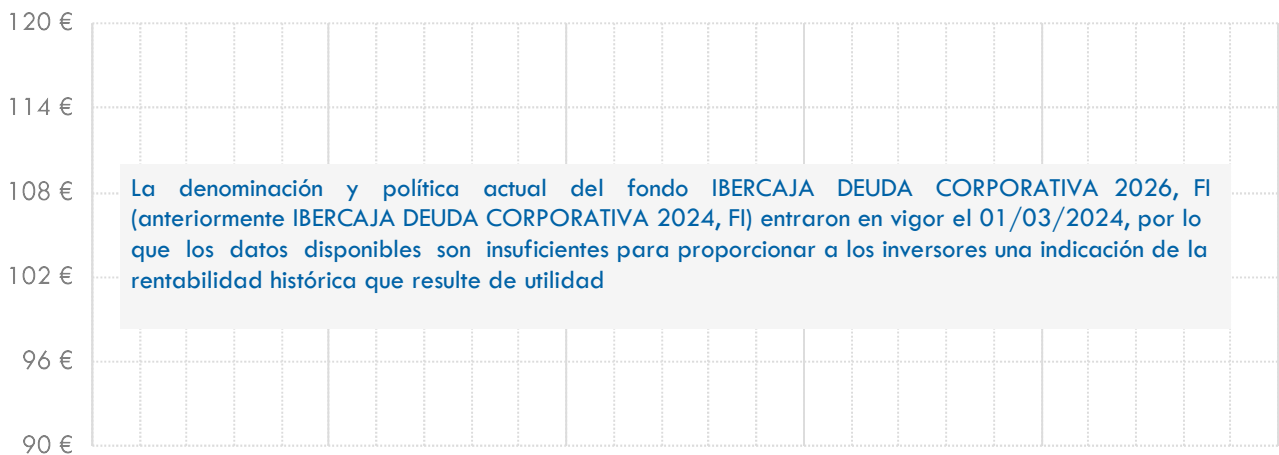 120 €
114 €
108 €
La denominación y política actual del fondo IBERCAJA DEUDA CORPORATIVA 2026, FI
(anteriormente IBERCAJA DEUDA CORPORATIVA 2024, FI) entraron en vigor el 01/03/2024, por lo
que los datos disponibles son insuficientes para proporcionar a los inversores una indicación de la
rentabilidad histórica que resulte de utilidad
102 €
96 €
90 €